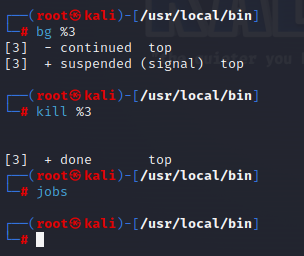 ┌──(root㉿kali)-[/usr/local/bin]
└─# bg %3
[3]  - continued  top
[3]  + suspended (signal)  top
┌──(root㉿kali)-[/usr/local/bin]
└─# kill %3
[3]  + done       top
┌──(root㉿kali)-[/usr/local/bin]
└─# jobs
┌──(root㉿kali)-[/usr/local/bin]
└─#